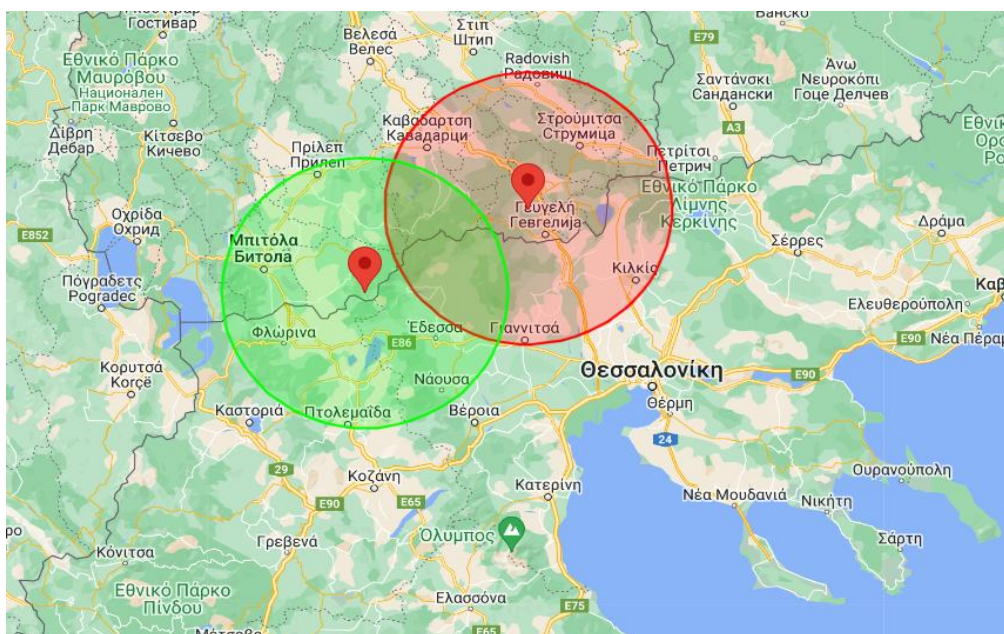 Гостивар
Εθνικό Πάρκο
Μαυρόβου
Национален
Парк Маврово
Δίβρη
Дебар
Κίτσεβο
Кичево
Βελεσά
Велес
Στιπ
Штип
Radovish
Радовиш
Καβαδαρτση
Кавадарци
Στρούμιτσα
Струмица
Πρίλεπ
Прилеп
E79
Σαντάνσκι
Сандански
Άνω
Νευροκόπι
Гоце Делчев
Банско
A3
Πετρίτσι
Петрич
Εθνικό Πάρκο
Λίμνης
Κερκίνης
Οχρίδα
Охрид
E852
Μπιτόλα
Битола
Γευγελή
Гевгелија
Πόγραδετς
Pogradec
Κιλκίς
Σέρρες
Δράμα
Ελευθερούπολη
E90
Νέα Πέραμ
Φλώρινα
Έδεσσα
E86
Γιαννιτσά
Κορυτσά
Korçë
Νάουσα
Θεσσαλονίκη
E90
Καστοριά
Πτολεμαΐδα
Βέροια
Θέρμη
24
29
Κοζάνη
E90
E65
Κατερίνη
Νέα Μουδανιά
Νικήτη
Ουρανούπολη
Σάρτη
Όλυμπος
Κόνιτσα
Γρεβενά
Εθνικό Πάρκο
Πίνδου
Ελασσόνα
E75
E65